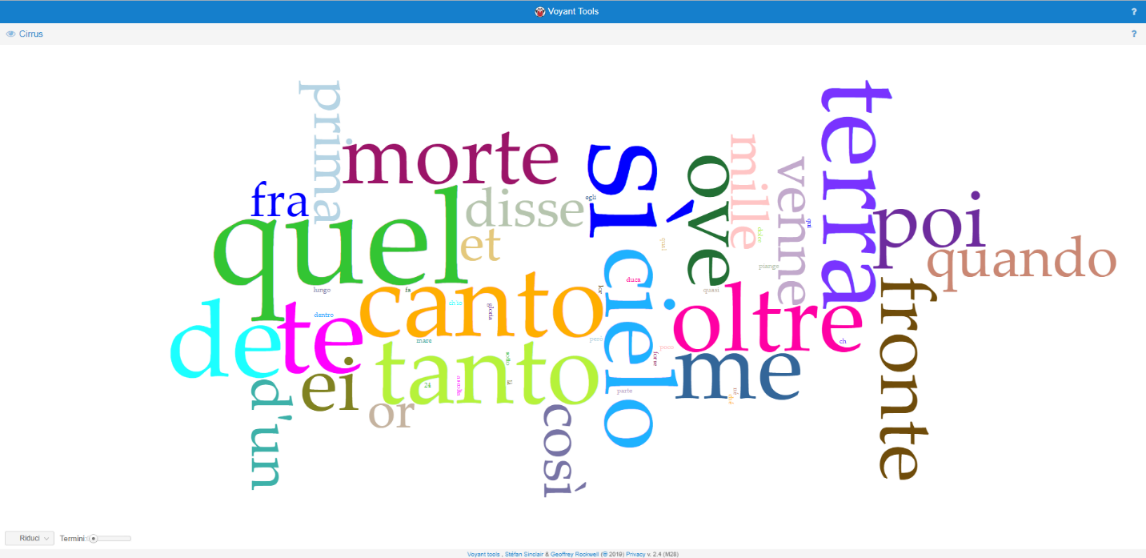 Voyant Tools
?
Cirrus
?
prima
morte
sì
ove
mille
venne
terra
fra
disse
agli
poi
quel
et
quando
canto
cielo
duca
oltre
fronte
lungo
dentro
de
te
mare
tanto
me
ch
ei
or
d'un
così
parte
Riduci
Termini:
Voyant tools , Stéfan Sinclair & Geoffrey Rockwell (© 2019) Privacy v. 2.4 (M28)